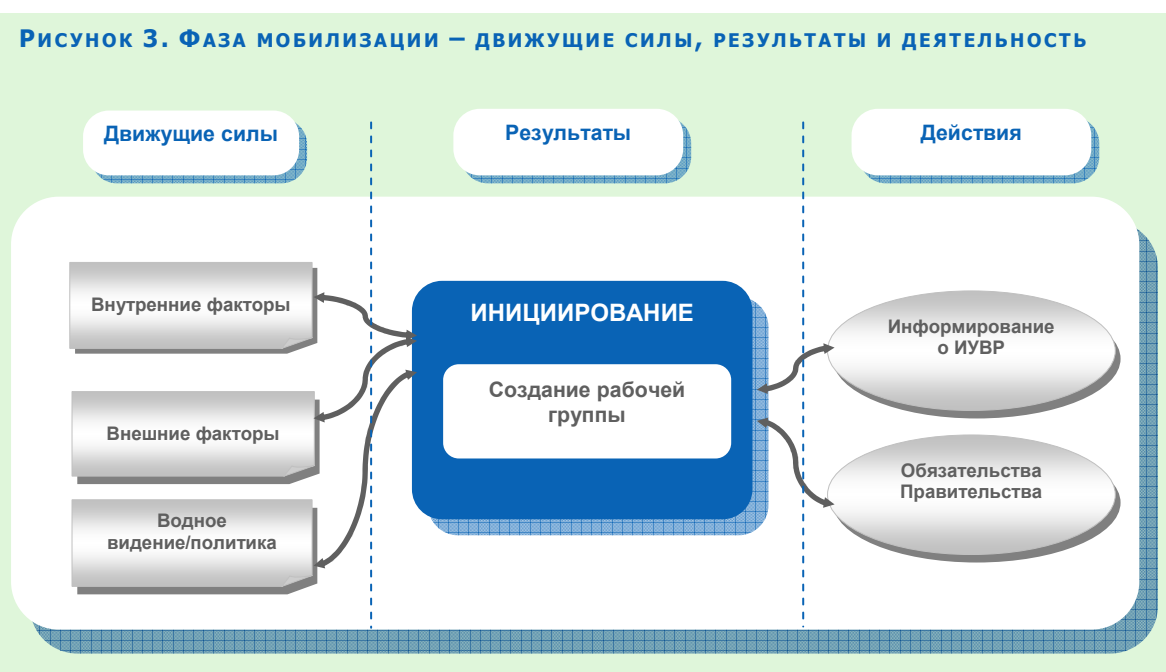 Рисунок 3. Фаза мобилизации – движущие силы, результаты и деятельность
Движущие силы
Результаты
Действия
Внутренние факторы
Внешние факторы
Водное
видение/политика
ИНИЦИИРОВАНИЕ
Создание рабочей
группы
Информирование
о ИУВР
Обязательства
Правительства